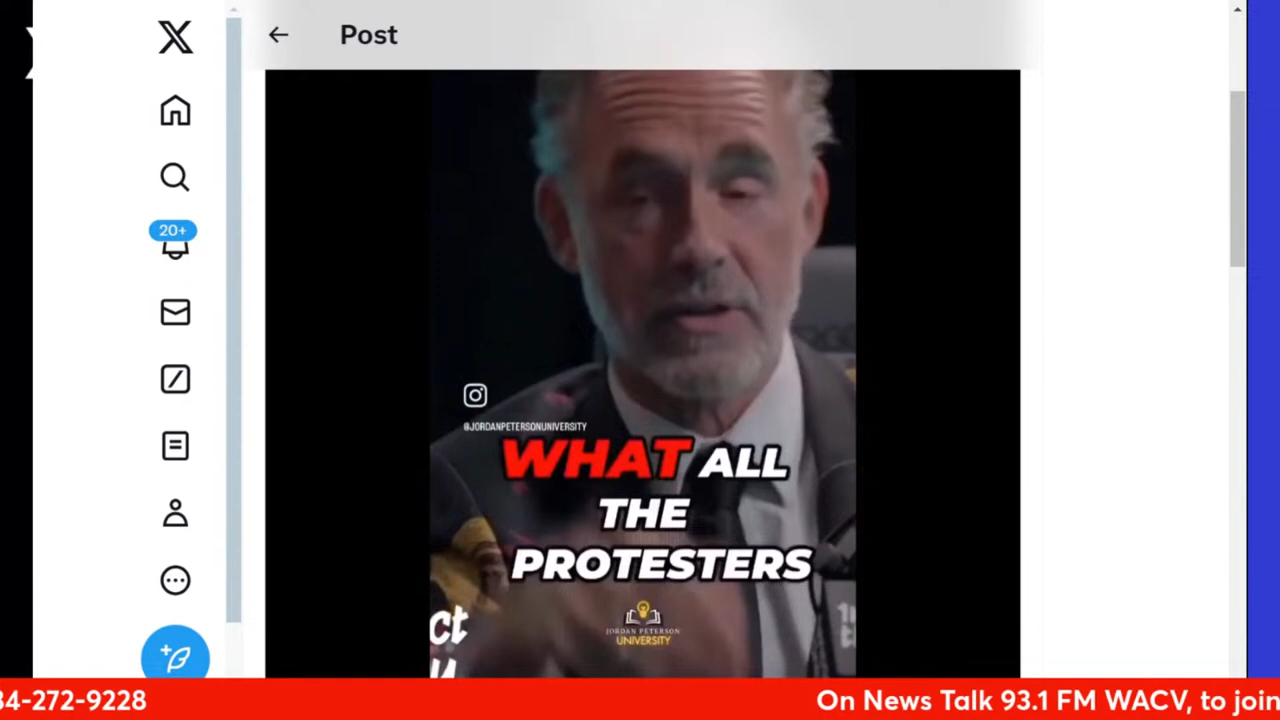 Post
20+
@JORDANPETERSONUNIVERSITY
WHAT ALL
THE
PROTESTERS
JORDAN PETERSON
UNIVERSITY
ct
34-272-9228
On News Talk 93.1 FM WACV, to join